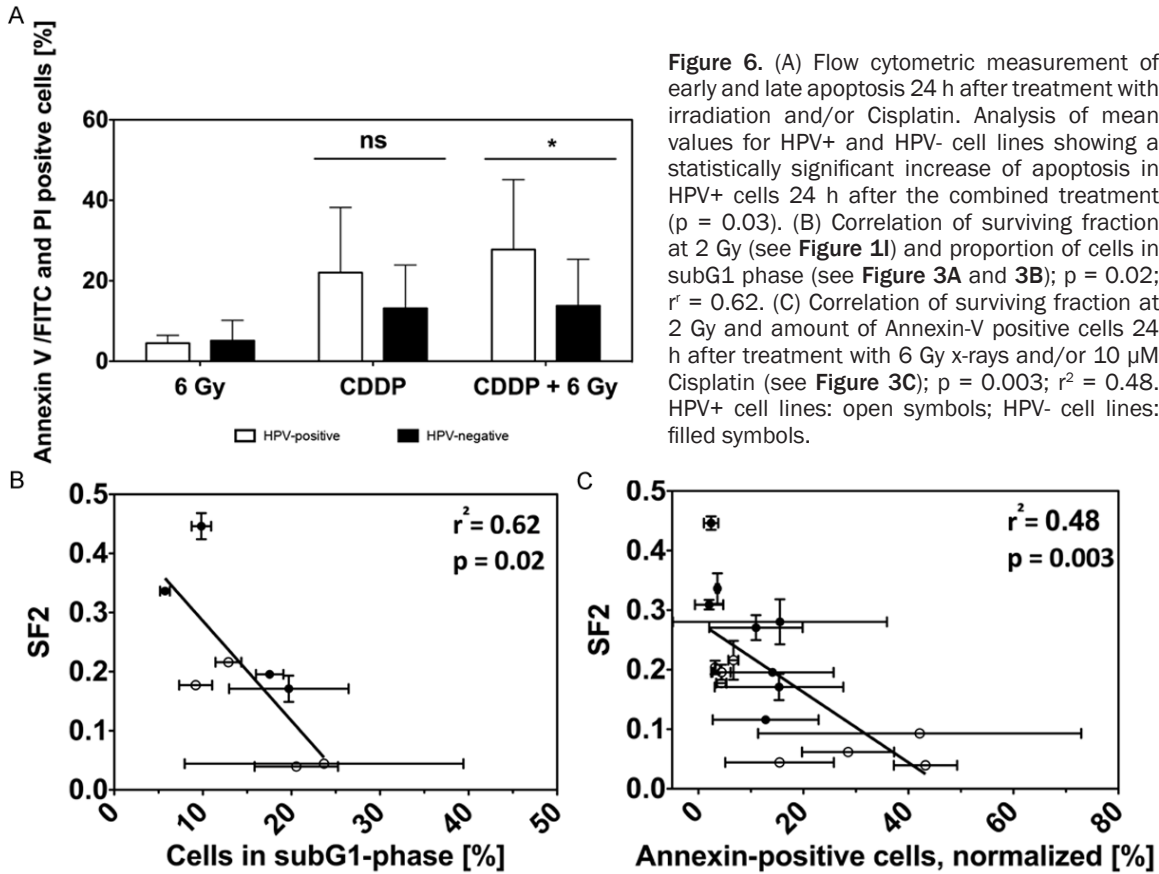 A
Annexin V /FITC and PI positve cells [%]
60
40
20
0
ns
*
6 Gy
CDDP
CDDP + 6 Gy
HPV-positive
HPV-negative
Figure 6. (A) Flow cytometric measurement of
early and late apoptosis 24 h after treatment with
irradiation and/or Cisplatin. Analysis of mean
values for HPV+ and HPV- cell lines showing a
statistically significant increase of apoptosis in
HPV+ cells 24 h after the combined treatment
(p = 0.03). (B) Correlation of surviving fraction
at 2 Gy (see Figure 1I) and proportion of cells in
subG1 phase (see Figure 3A and 3B); p = 0.02;
rʳ = 0.62. (C) Correlation of surviving fraction at
2 Gy and amount of Annexin-V positive cells 24
h after treatment with 6 Gy x-rays and/or 10 µM
Cisplatin (see Figure 3C); p = 0.003; r² = 0.48.
HPV+ cell lines: open symbols; HPV- cell lines:
filled symbols.
B
SF2
0.5
0.4
0.3
0.2
0.1
0.0
r² = 0.62
p = 0.02
0
10
20
30
40
50
Cells in subG1-phase [%]
C
SF2
0.5
0.4
0.3
0.2
0.1
0.0
r² = 0.48
p = 0.003
0
20
40
60
80
Annexin-positive cells, normalized [%]